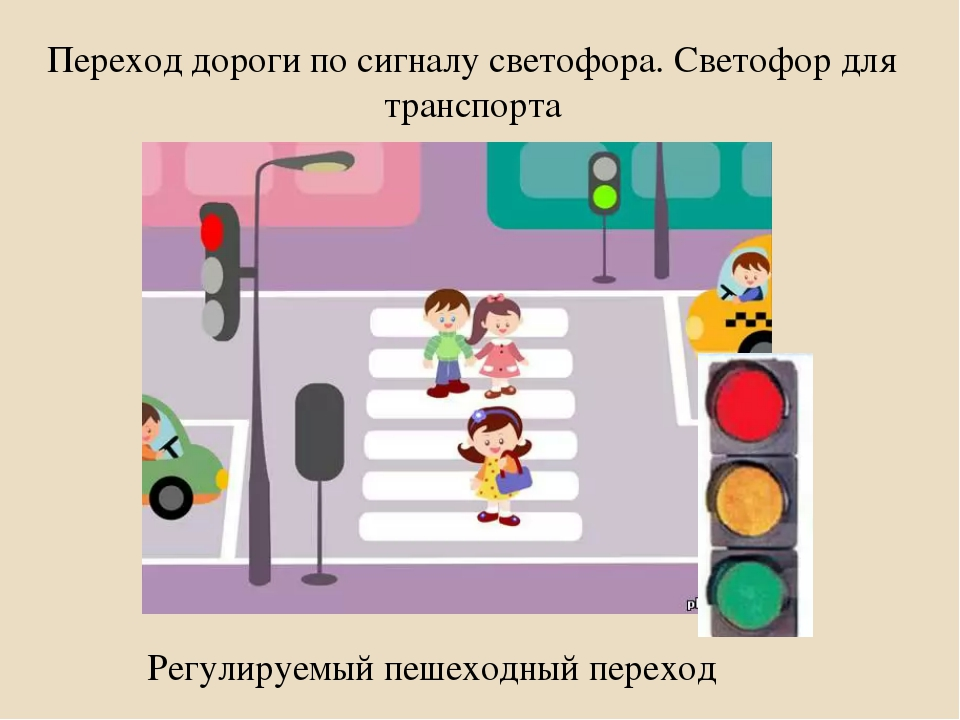 Переход дороги по сигналу светофора. Светофор для
транспорта
Регулируемый пешеходный переход